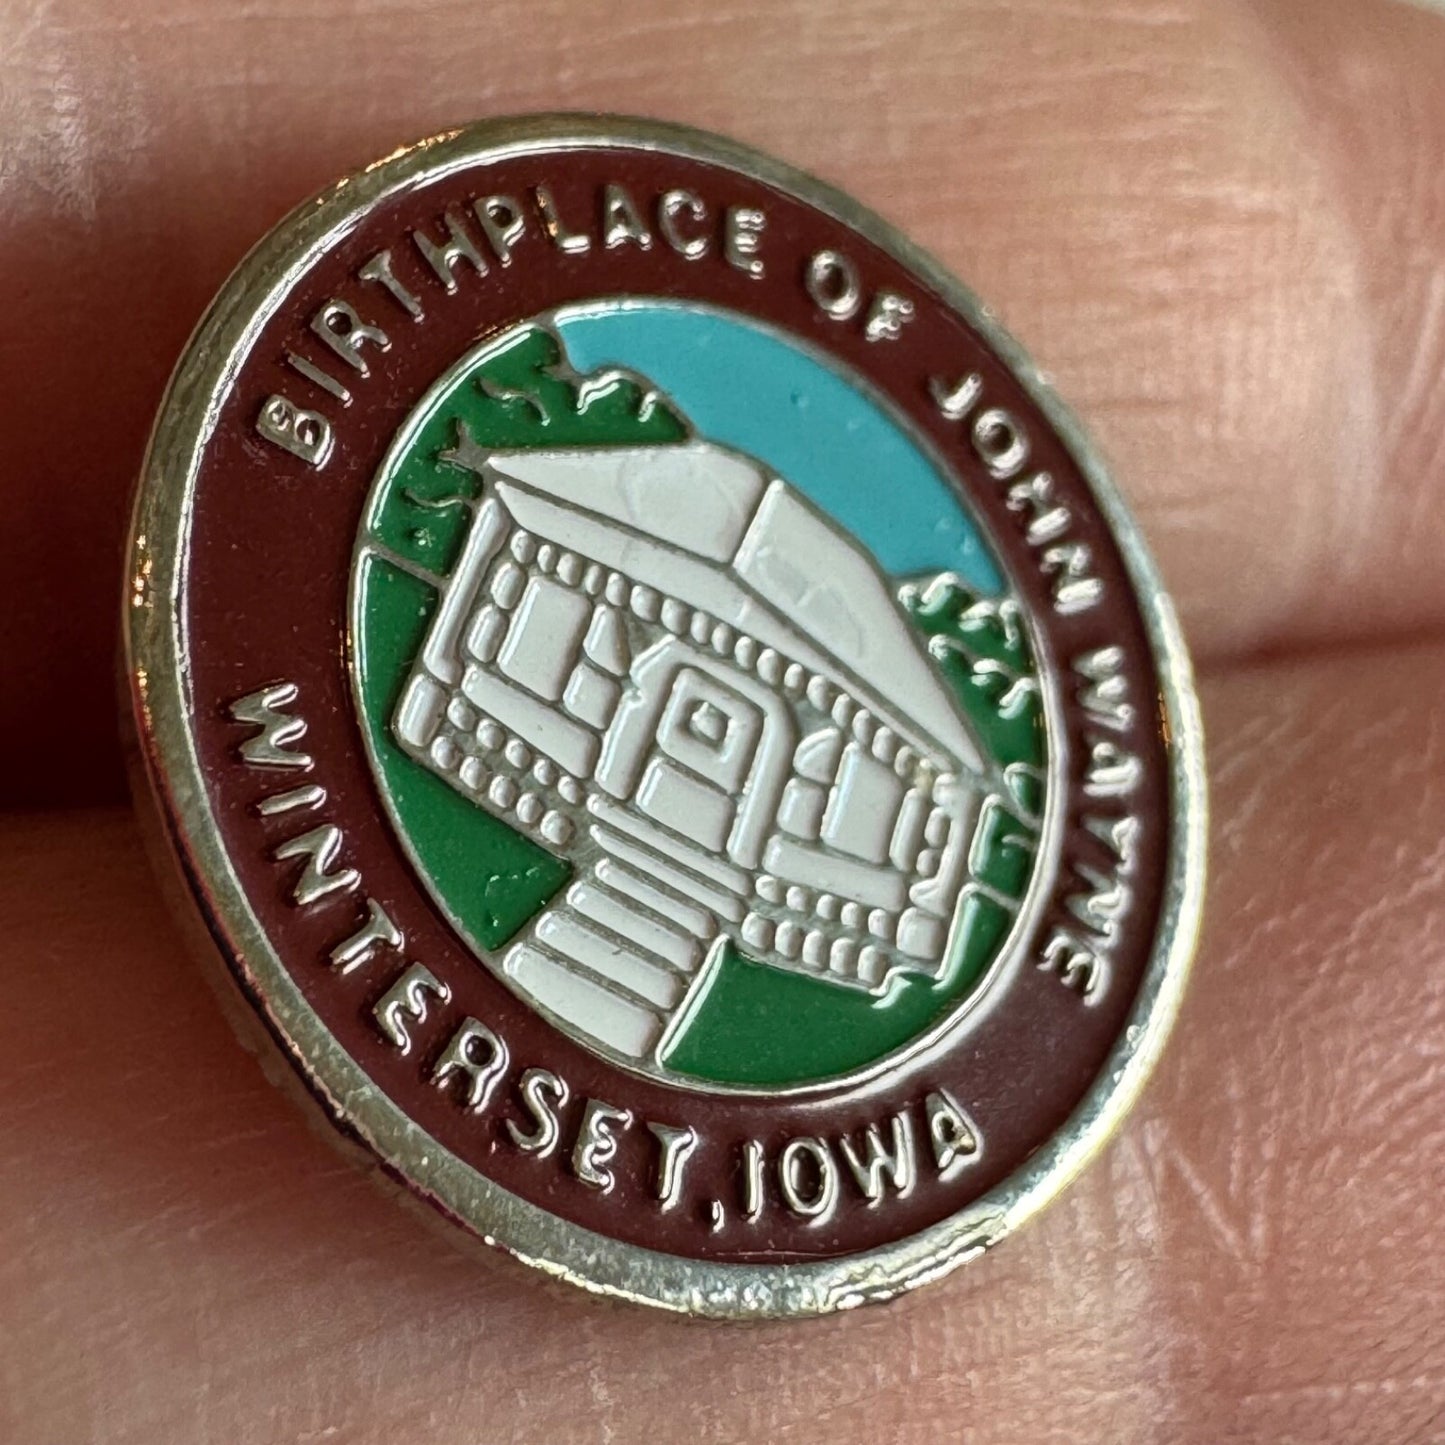 BIRTHPLACE OF JOHN WAYNE
WINTERSET, IOWA